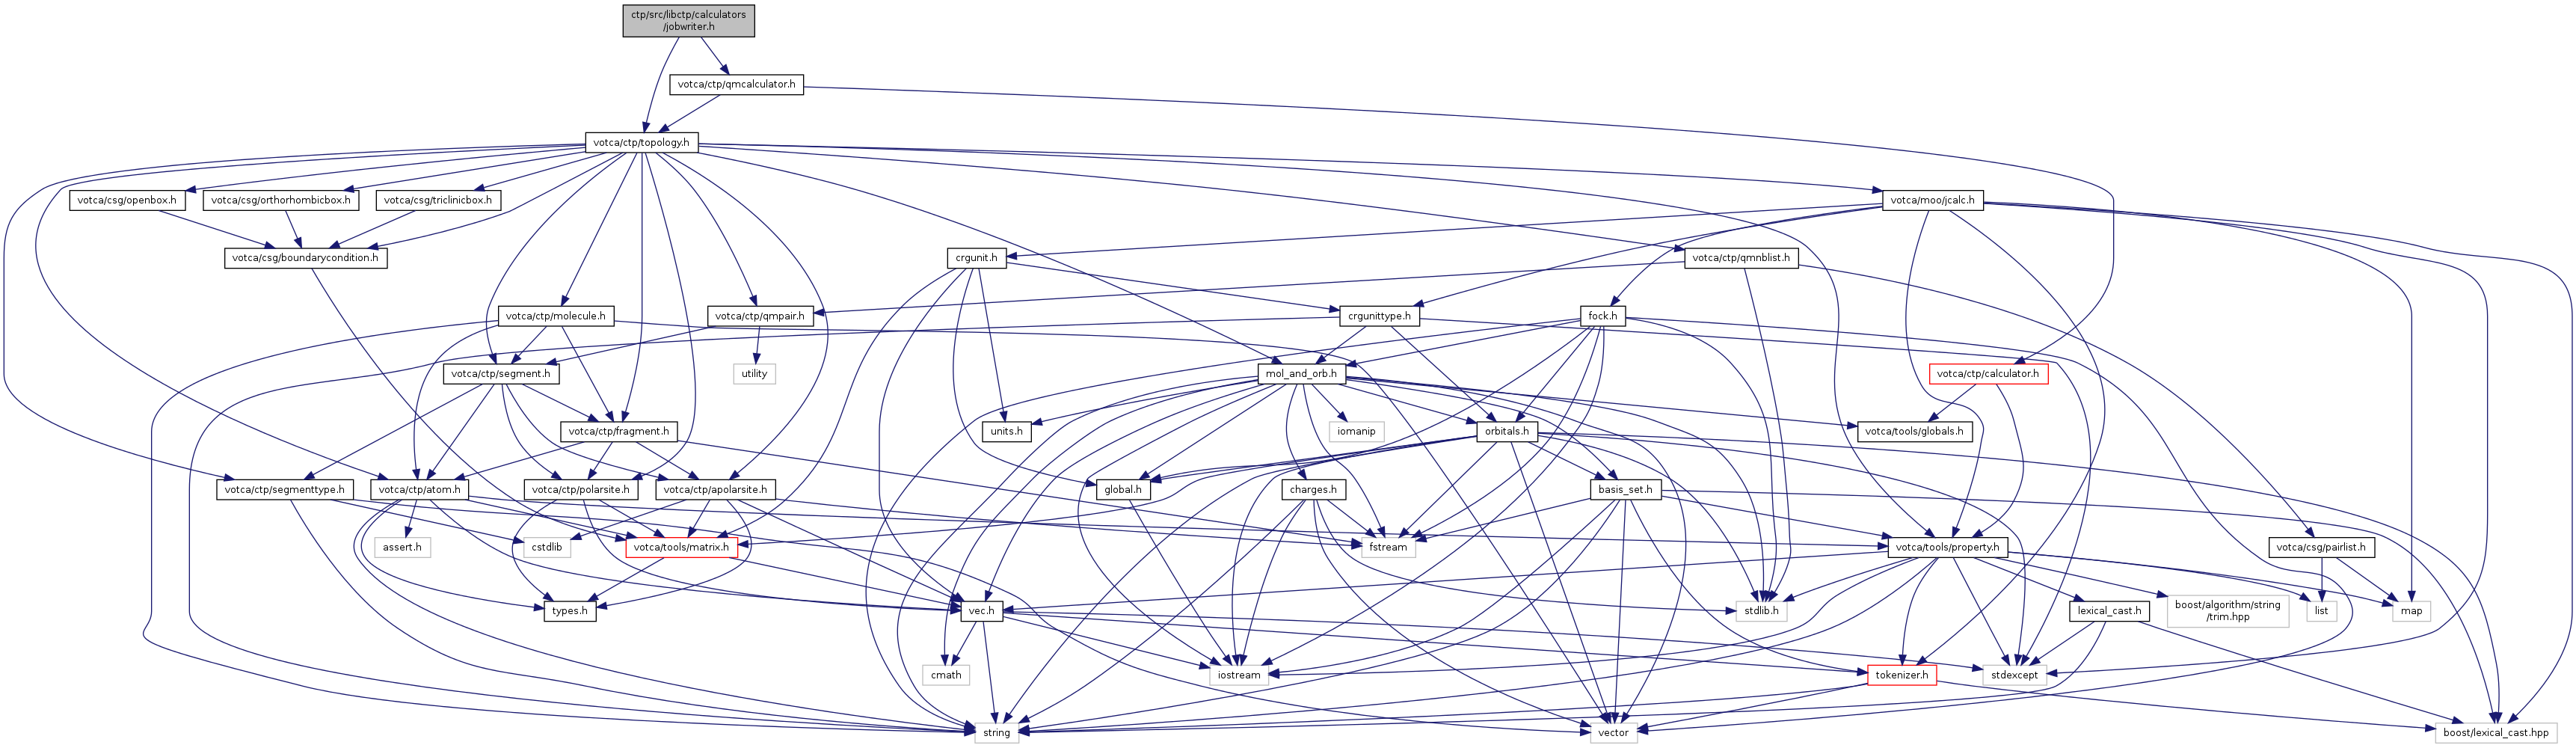 ctp/src/libctp/calculators
/jobwriter.h
votca/ctp/qmcalculator.h
votca/ctp/topology.h
votca/csg/openbox.h
votca/csg/orthorhombicbox.h
votca/csg/triclinicbox.h
votca/moo/jcalc.h
votca/csg/boundarycondition.h
crgunit.h
votca/ctp/qmnblist.h
votca/ctp/molecule.h
votca/ctp/qmpair.h
crgunittype.h
fock.h
votca/ctp/segment.h
utility
mol_and_orb.h
votca/ctp/calculator.h
votca/ctp/fragment.h
units.h
iomanip
orbitals.h
votca/tools/globals.h
votca/ctp/segmenttype.h
votca/ctp/atom.h
votca/ctp/polarsite.h
votca/ctp/apolarsite.h
global.h
charges.h
basis_set.h
assert.h
cstdlib
votca/tools/matrix.h
fstream
votca/tools/property.h
votca/csg/pairlist.h
types.h
vec.h
stdlib.h
lexical_cast.h
boost/algorithm/string
/trim.hpp
list
map
cmath
iostream
tokenizer.h
stdexcept
string
vector
boost/lexical_cast.hpp